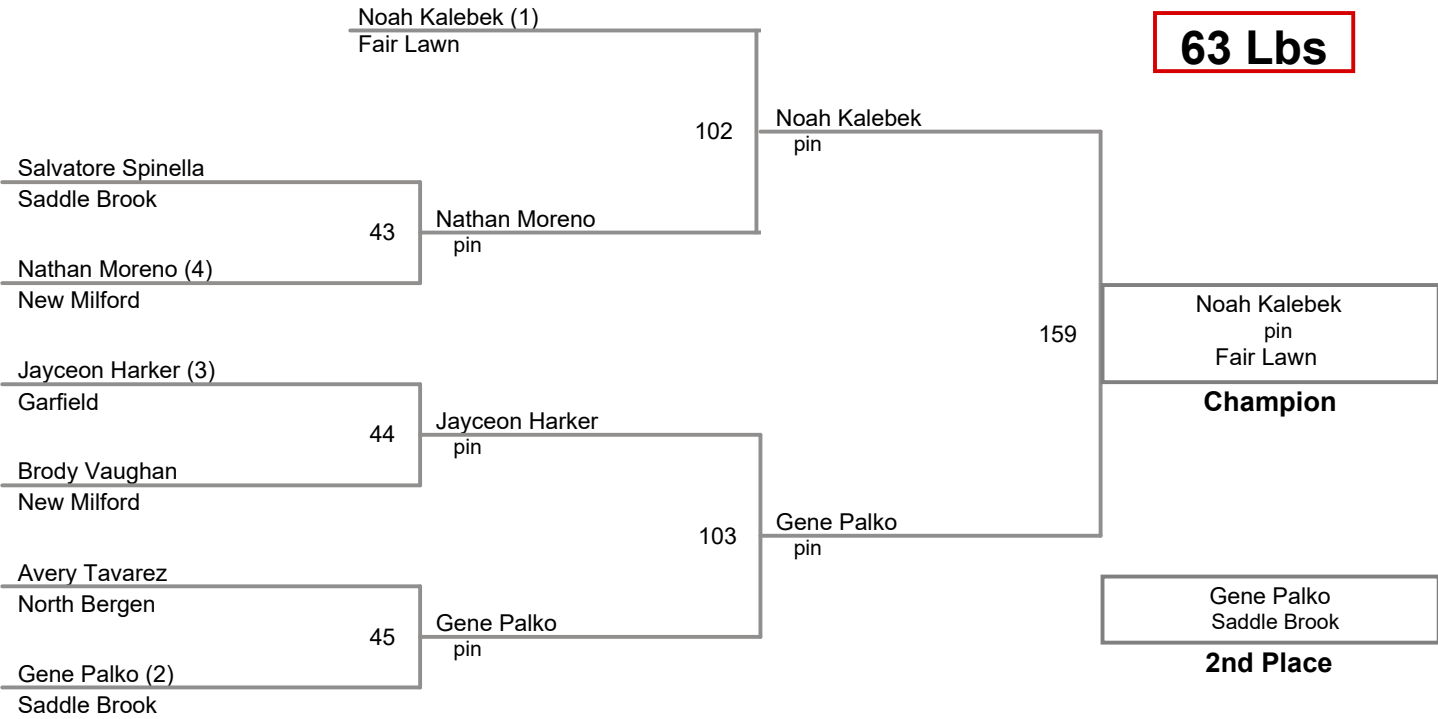 Noah Kalebek (1)
Fair Lawn
63 Lbs
102
Noah Kalebek
pin
Salvatore Spinella
Saddle Brook
43
Nathan Moreno
pin
Nathan Moreno (4)
New Milford
159
Noah Kalebek
pin
Fair Lawn
Champion
Jayceon Harker (3)
Garfield
44
Jayceon Harker
pin
Brody Vaughan
New Milford
103
Gene Palko
pin
Avery Tavarez
North Bergen
45
Gene Palko
pin
Gene Palko (2)
Saddle Brook
Gene Palko
Saddle Brook
2nd Place